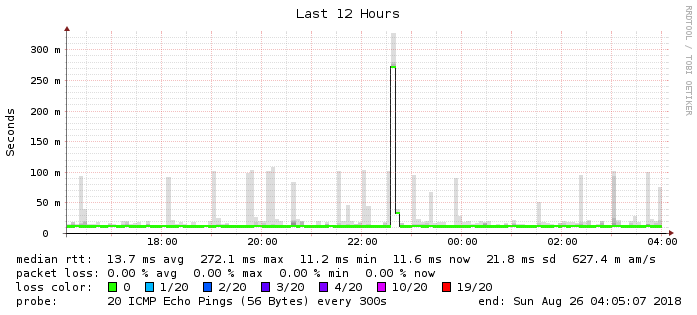 Last 12 Hours
RRDTOOL / TOBI OETIKER
Seconds
300 m
250 m
200 m
150 m
100 m
50 m
0
18:00 20:00 22:00 00:00 02:00 04:00
median rtt: 13.7 ms avg 272.1 ms max 11.2 ms min 11.6 ms now 21.8 ms sd 627.4 m am/s
packet loss: 0.00 % avg 0.00 % max 0.00 % min 0.00 % now
loss color: 0 1/20 2/20 3/20 4/20 10/20 19/20
probe: 20 ICMP Echo Pings (56 Bytes) every 300s end: Sun Aug 26 04:05:07 2018